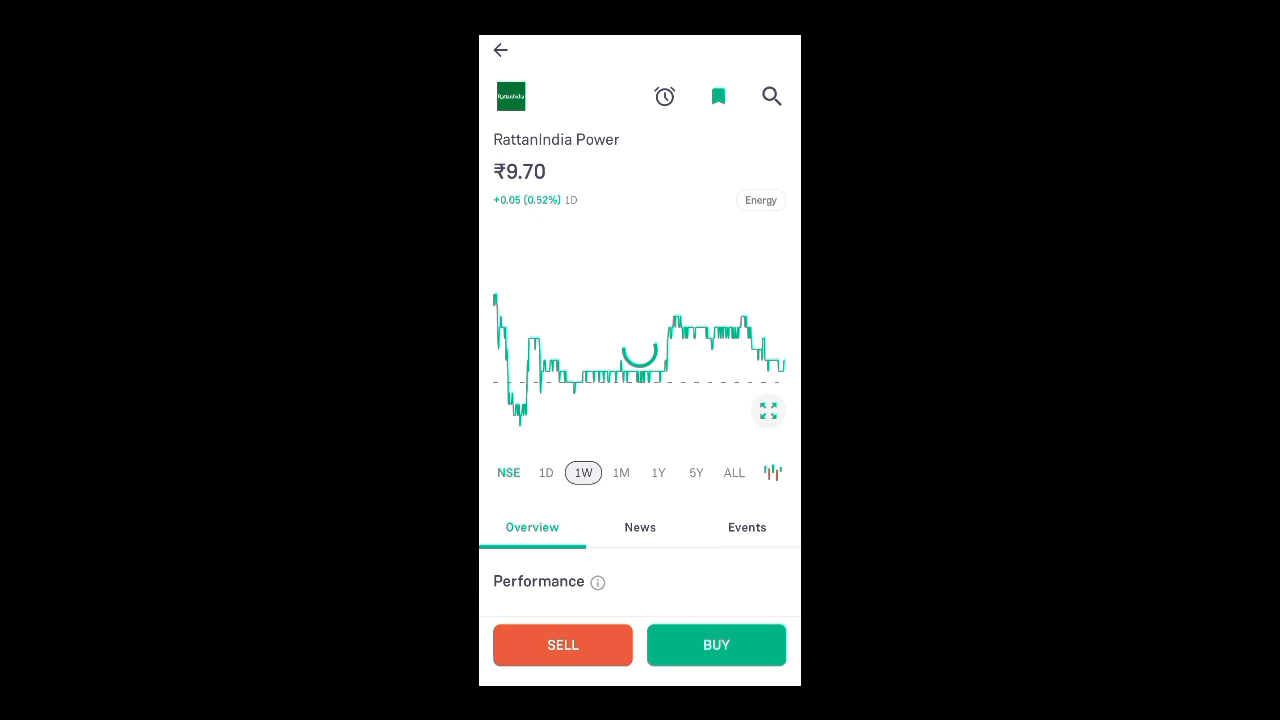 RattanIndia
RattanIndia Power
₹9.70
+0.05 (0.52%) 1D
Energy
NSE 1D 1W 1M 1Y 5Y ALL
Overview News Events
Performance
SELL BUY